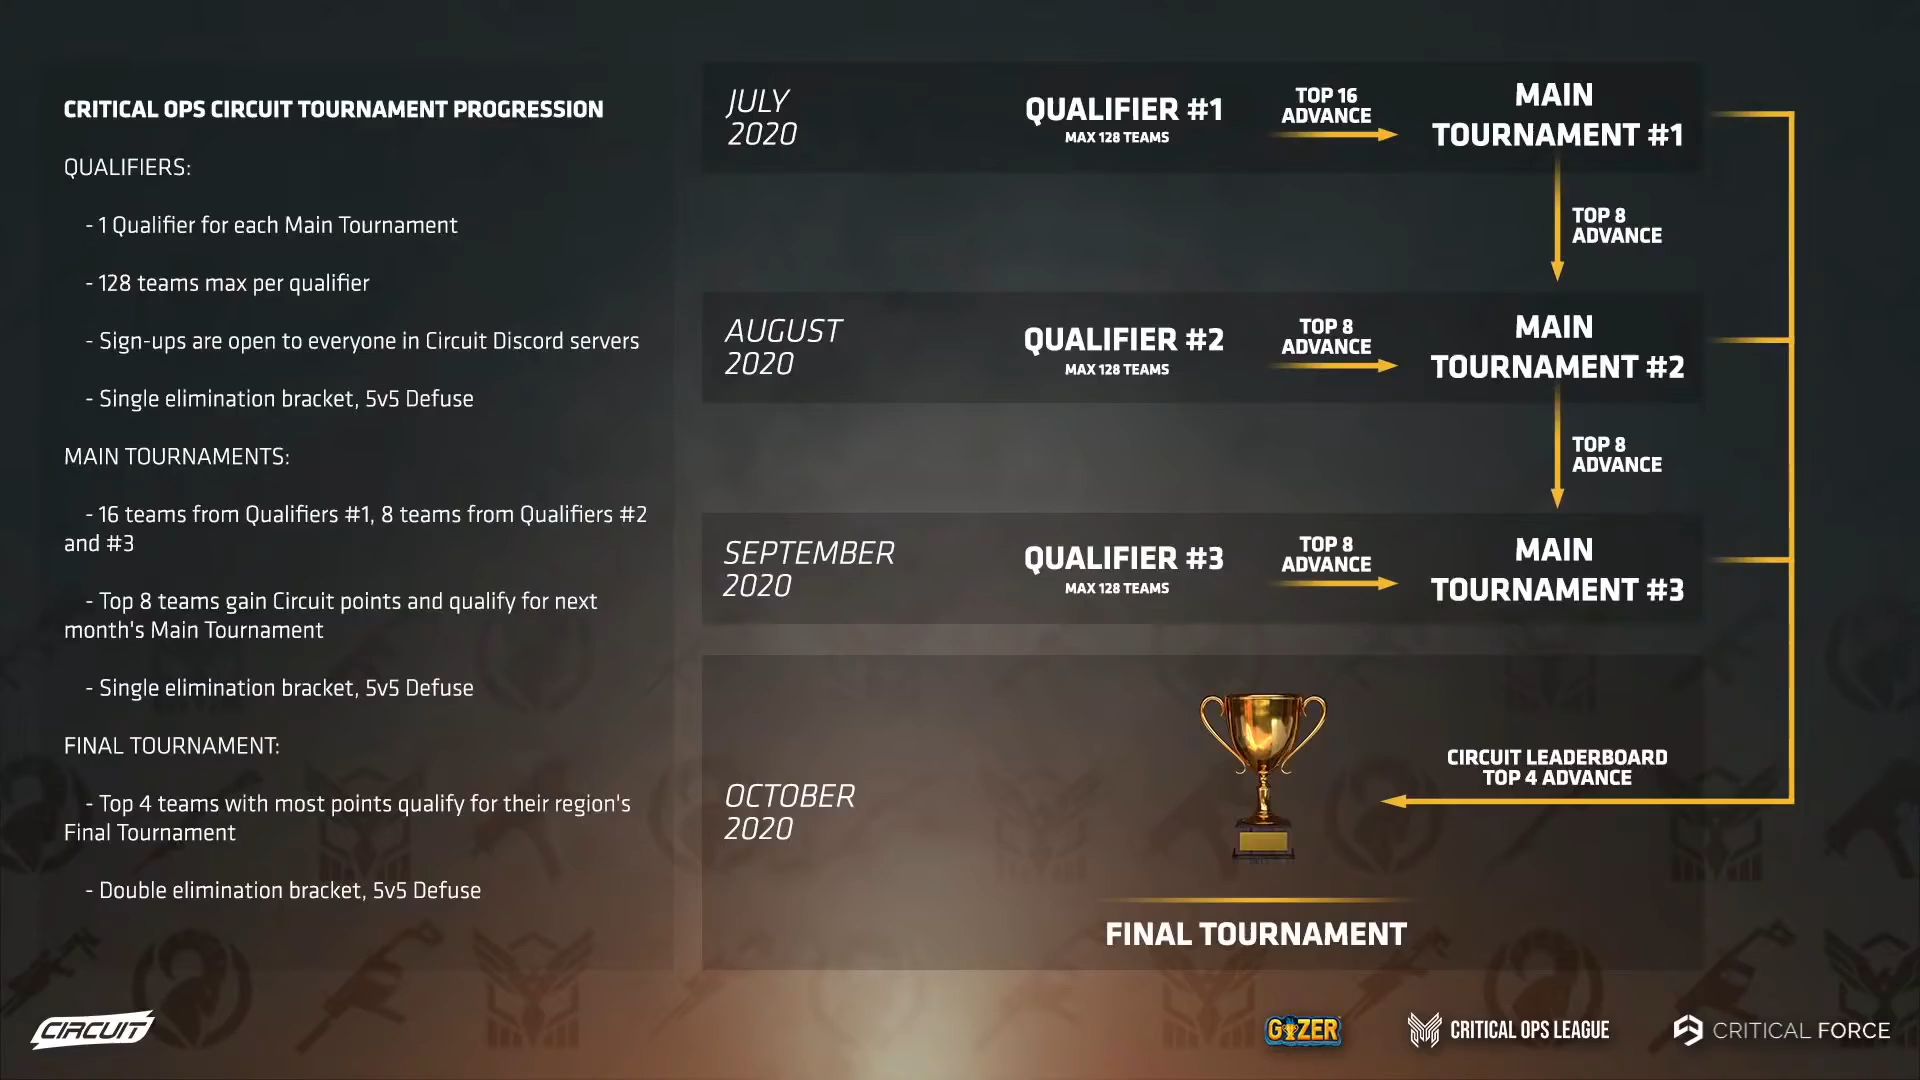 CRITICAL OPS CIRCUIT TOURNAMENT PROGRESSION
QUALIFIERS:
- 1 Qualifier for each Main Tournament
- 128 teams max per qualifier
- Sign-ups are open to everyone in Circuit Discord servers
- Single elimination bracket, 5v5 Defuse
MAIN TOURNAMENTS:
- 16 teams from Qualifiers #1, 8 teams from Qualifiers #2
and #3
- Top 8 teams gain Circuit points and qualify for next
month's Main Tournament
- Single elimination bracket, 5v5 Defuse
FINAL TOURNAMENT:
- Top 4 teams with most points qualify for their region's
Final Tournament
- Double elimination bracket, 5v5 Defuse
JULY
2020
QUALIFIER #1
MAX 128 TEAMS
TOP 16
ADVANCE
MAIN
TOURNAMENT #1
TOP 8
ADVANCE
AUGUST
2020
QUALIFIER #2
MAX 128 TEAMS
TOP 8
ADVANCE
MAIN
TOURNAMENT #2
TOP 8
ADVANCE
SEPTEMBER
2020
QUALIFIER #3
MAX 128 TEAMS
TOP 8
ADVANCE
MAIN
TOURNAMENT #3
OCTOBER
2020
CIRCUIT LEADERBOARD
TOP 4 ADVANCE
FINAL TOURNAMENT
CIRCUIT
GIZER
CRITICAL OPS LEAGUE
CRITICAL FORCE